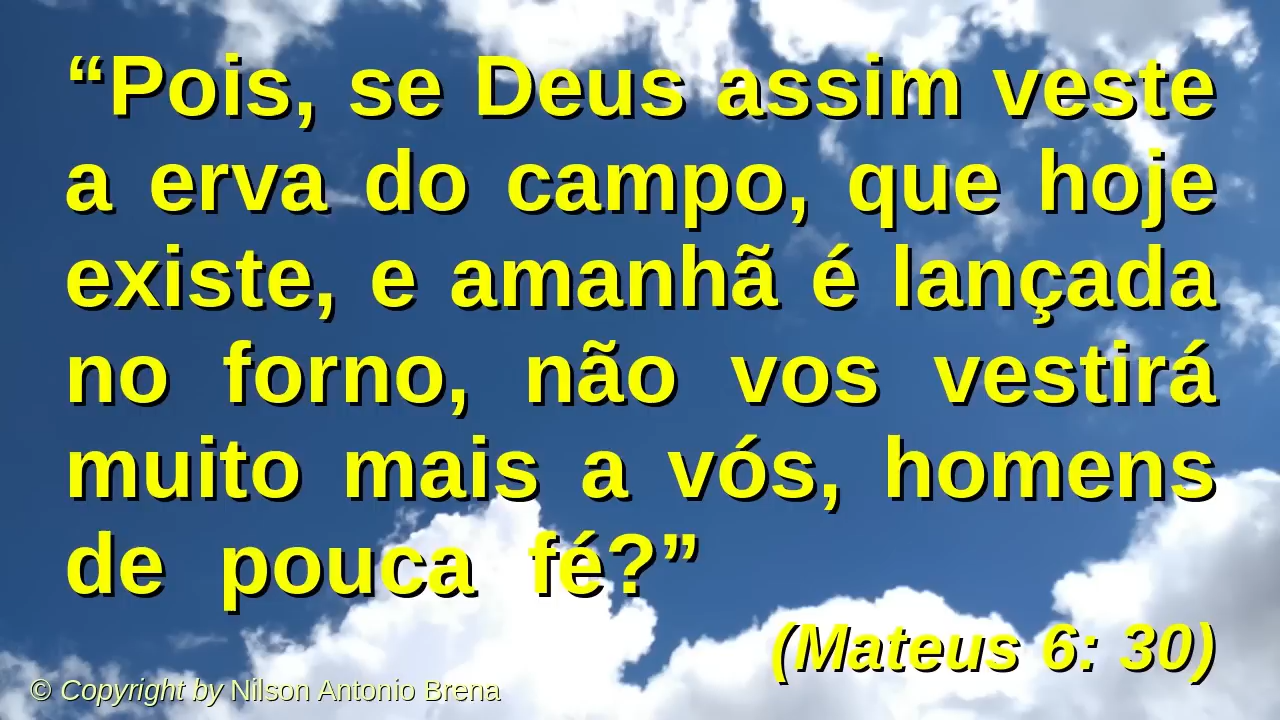 “Pois, se Deus assim veste
a erva do campo, que hoje
existe, e amanhã é lançada
no forno, não vos vestirá
muito mais a vós, homens
de pouca fé?”
(Mateus 6: 30)
© Copyright by Nilson Antonio Brena